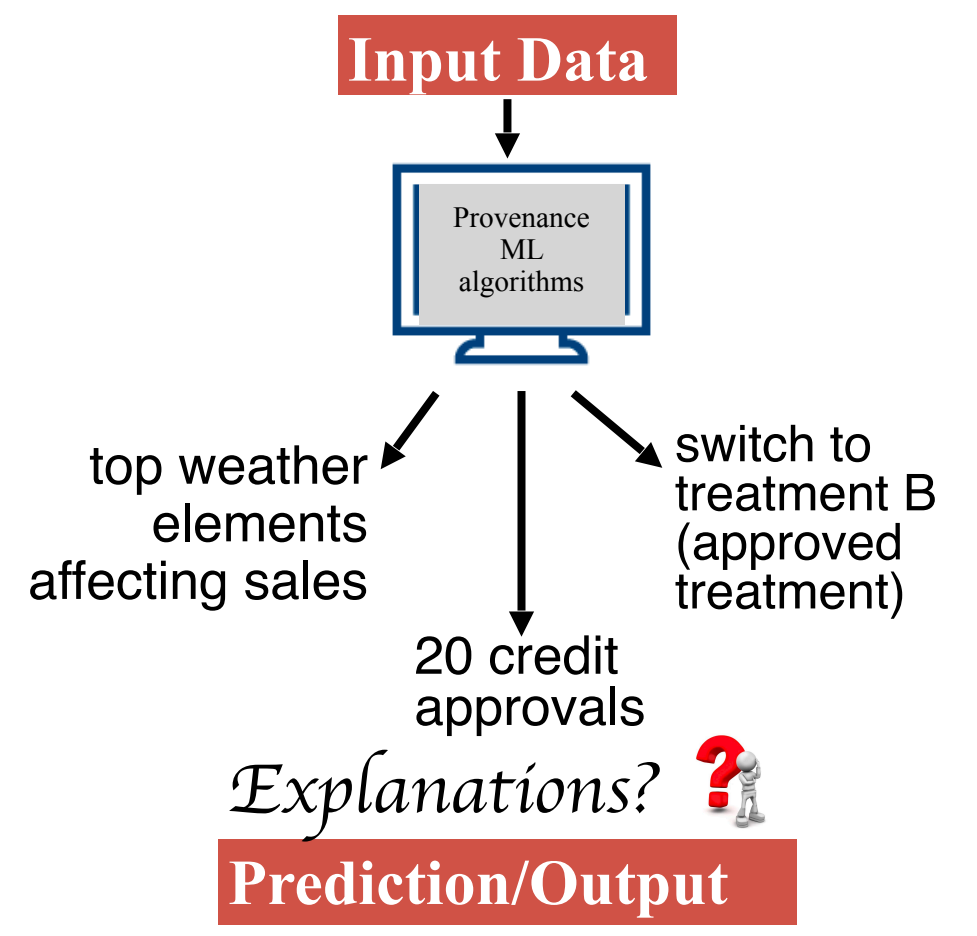 Input Data
Provenance
ML
algorithms
top weather
elements
affecting sales
switch to
treatment B
(approved
treatment)
20 credit
approvals
Explanations?
Prediction/Output